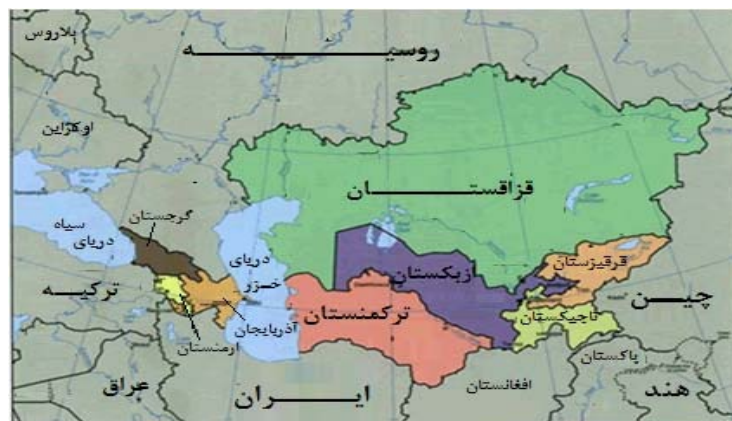 بلاروس
روسیه
اوکراین
قزاقستان
گرجستان
دریای
سیاه
دریای
خزر
ازبکستان
قرقیزستان
ترکیه
چین
ترکمنستان
تاجیکستان
آذربایجان
ارمنستان
پاکستان
عراق
ایران
افغانستان
هند